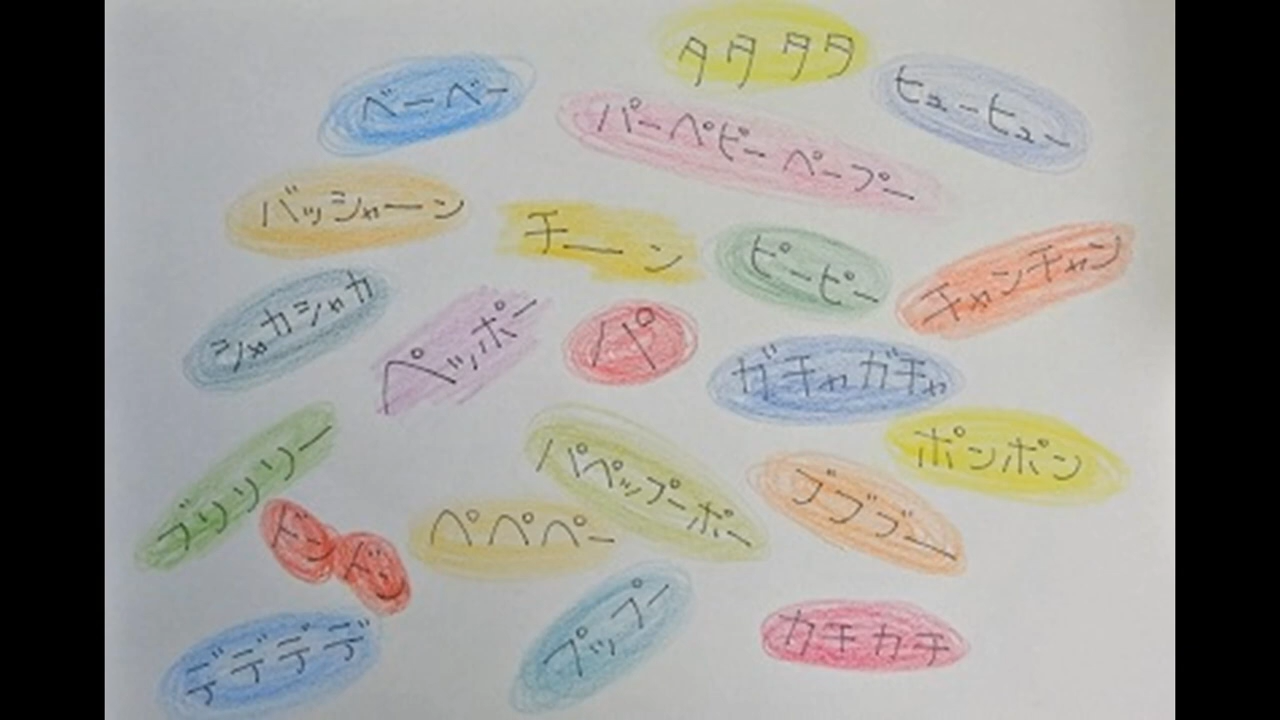 タタタタ
ベーベー
ヒューヒュー
パーペピーペープー
バッシャーン
チーン
ピーピー
チャンチャン
シャカシャカ
ペッポー
パ
ガチャガチャ
ブリリリー
パペップーポー
ブブブー
ポンポン
ドンドン
ペペペー
デデデデ
プップー
カチカチ